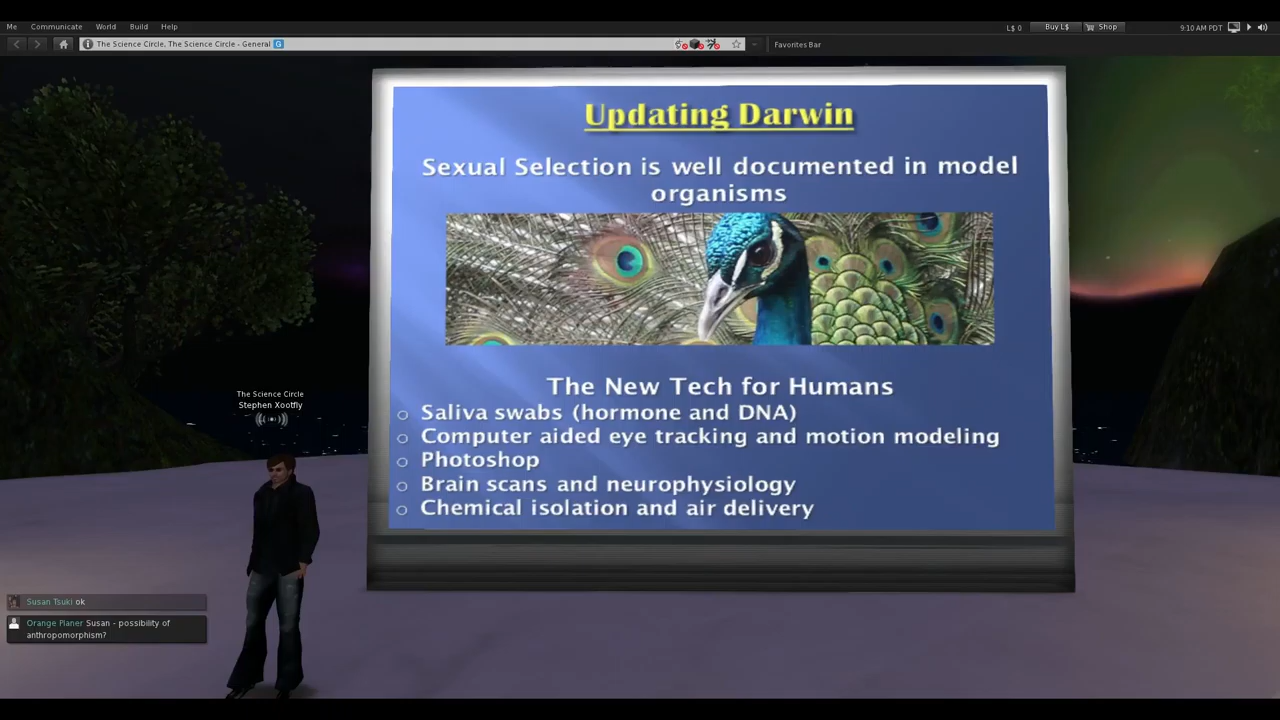 Me Communicate World Build Help
L$ 0 Buy L$ Shop 9:10 AM PDT
The Science Circle, The Science Circle - General G
Favorites Bar
Updating Darwin
Sexual Selection is well documented in model
organisms
The New Tech for Humans
Saliva swabs (hormone and DNA)
Computer aided eye tracking and motion modeling
Photoshop
Brain scans and neurophysiology
Chemical isolation and air delivery
The Science Circle
Stephen Xootfly
Susan Tsuki ok
Orange Planer Susan - possibility of
anthropomorphism?